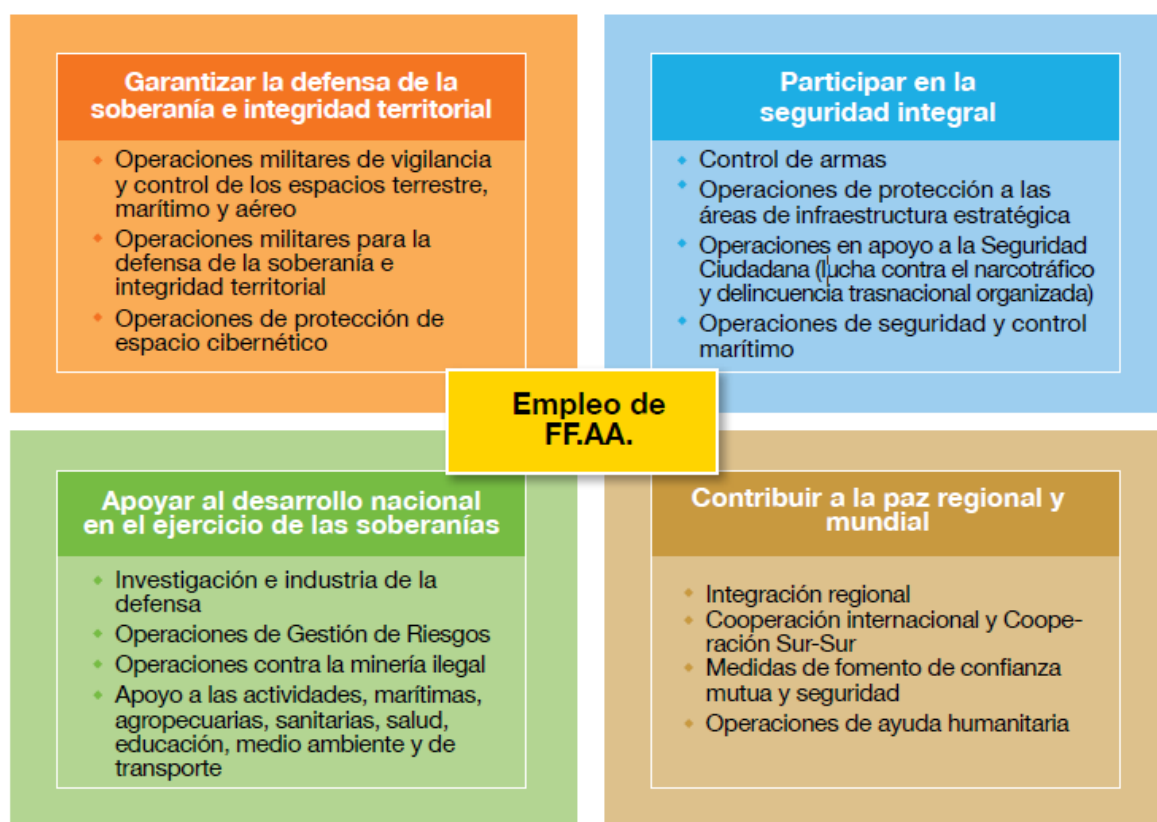 Garantizar la defensa de la
soberanía e integridad territorial
Operaciones militares de vigilancia
y control de los espacios terrestre,
marítimo y aéreo
Operaciones militares para la
defensa de la soberanía e
integridad territorial
Operaciones de protección de
espacio cibernético
Participar en la
seguridad integral
Control de armas
Operaciones de protección a las
áreas de infraestructura estratégica
Operaciones en apoyo a la Seguridad
Ciudadana (lucha contra el narcotráfico
y delincuencia trasnacional organizada)
Operaciones de seguridad y control
marítimo
Empleo de
FF.AA.
Apoyar al desarrollo nacional
en el ejercicio de las soberanías
Investigación e industria de la
defensa
Operaciones de Gestión de Riesgos
Operaciones contra la minería ilegal
Apoyo a las actividades, marítimas,
agropecuarias, sanitarias, salud,
educación, medio ambiente y de
transporte
Contribuir a la paz regional y
mundial
Integración regional
Cooperación internacional y Coope-
ración Sur-Sur
Medidas de fomento de confianza
mutua y seguridad
Operaciones de ayuda humanitaria